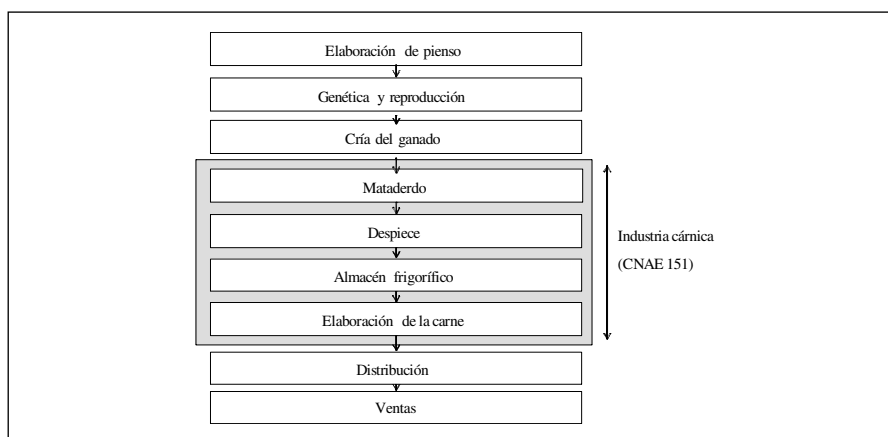 Elaboración de pienso
Genética y reproducción
Cría del ganado
Mataderdo
Despiece
Almacén frigorífico
Elaboración de la carne
Industria cárnica
(CNAE 151)
Distribución
Ventas